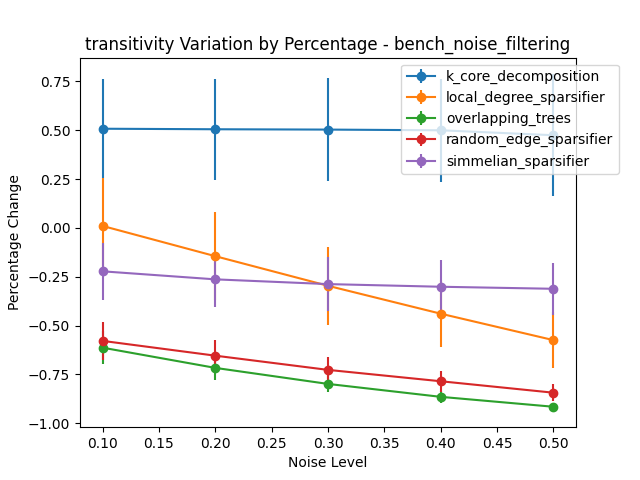 transitivity Variation by Percentage - bench_noise_filtering
k_core_decomposition
local_degree_sparsifier
overlapping_trees
random_edge_sparsifier
simmelian_sparsifier
Percentage Change
0.75
0.50
0.25
0.00
−0.25
−0.50
−0.75
−1.00
0.10 0.15 0.20 0.25 0.30 0.35 0.40 0.45 0.50
Noise Level